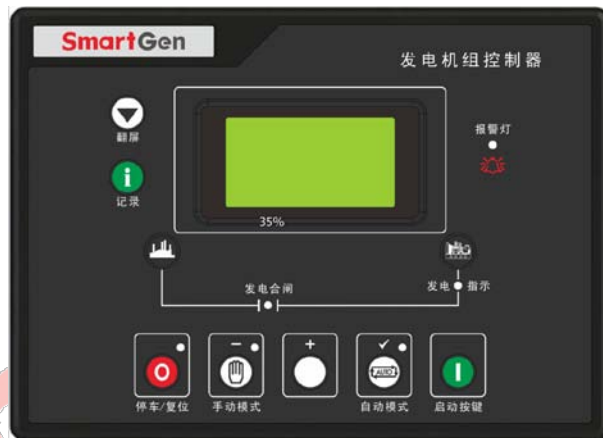 SmartGen
发电机组控制器
翻屏
报警灯
i
记录
35%
发电合闸
发电 指示
− + ✓
O AUTO I
停车/复位 手动模式 自动模式 启动按键